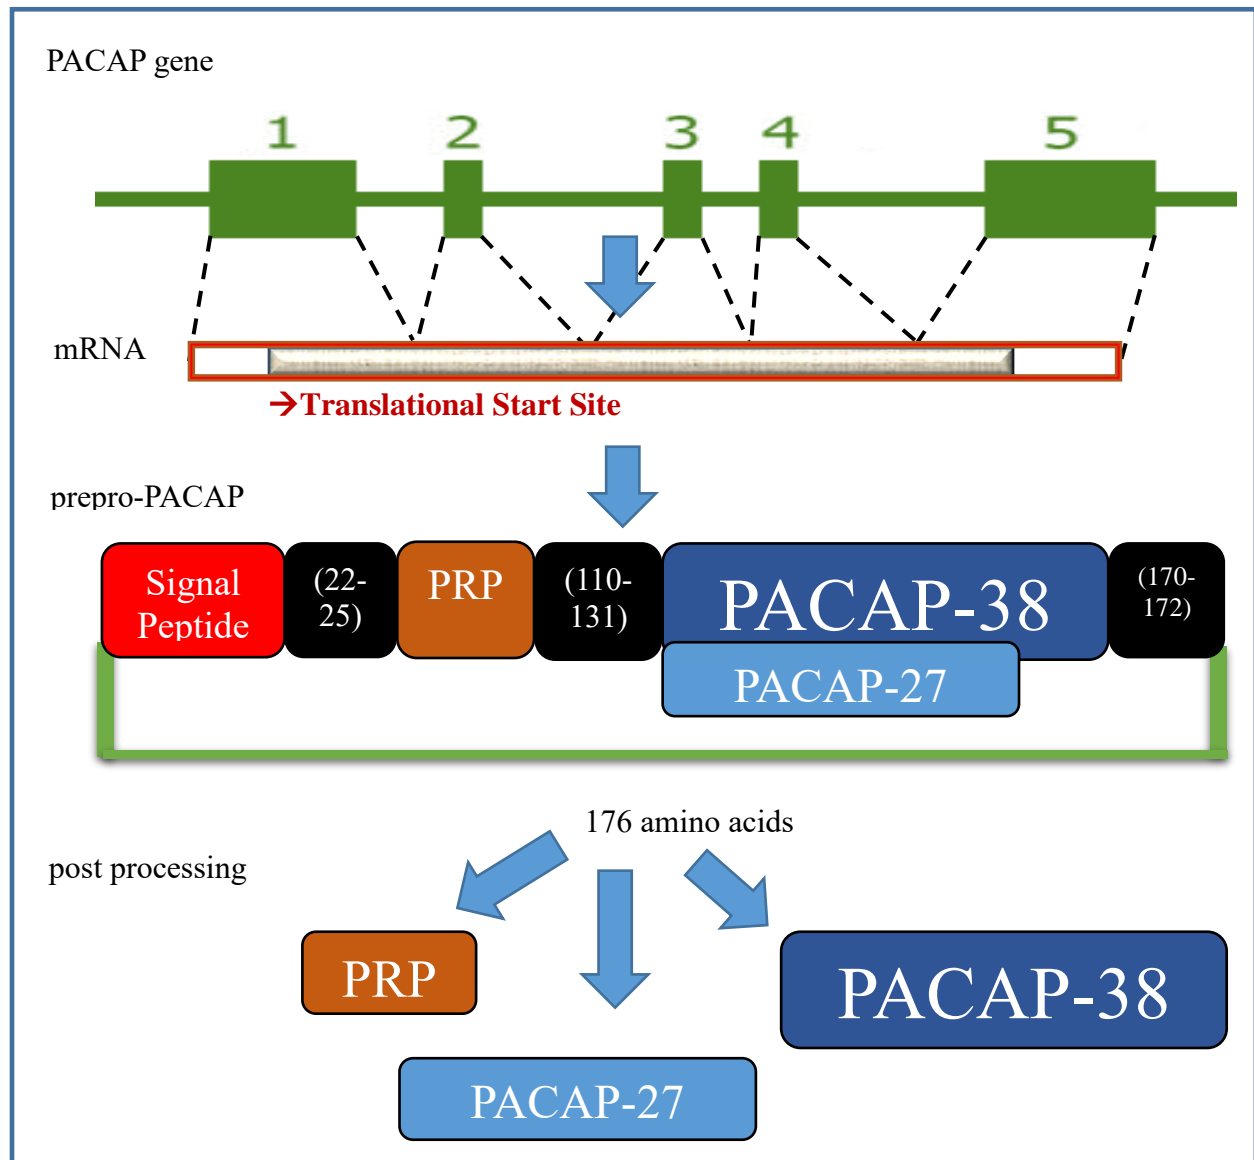 PACAP gene
1 2 3 4 5
mRNA
→Translational Start Site
prepro-PACAP
Signal
Peptide
(22-
25)
PRP
(110-
131)
PACAP-38
(170-
172)
PACAP-27
176 amino acids
post processing
PRP
PACAP-38
PACAP-27